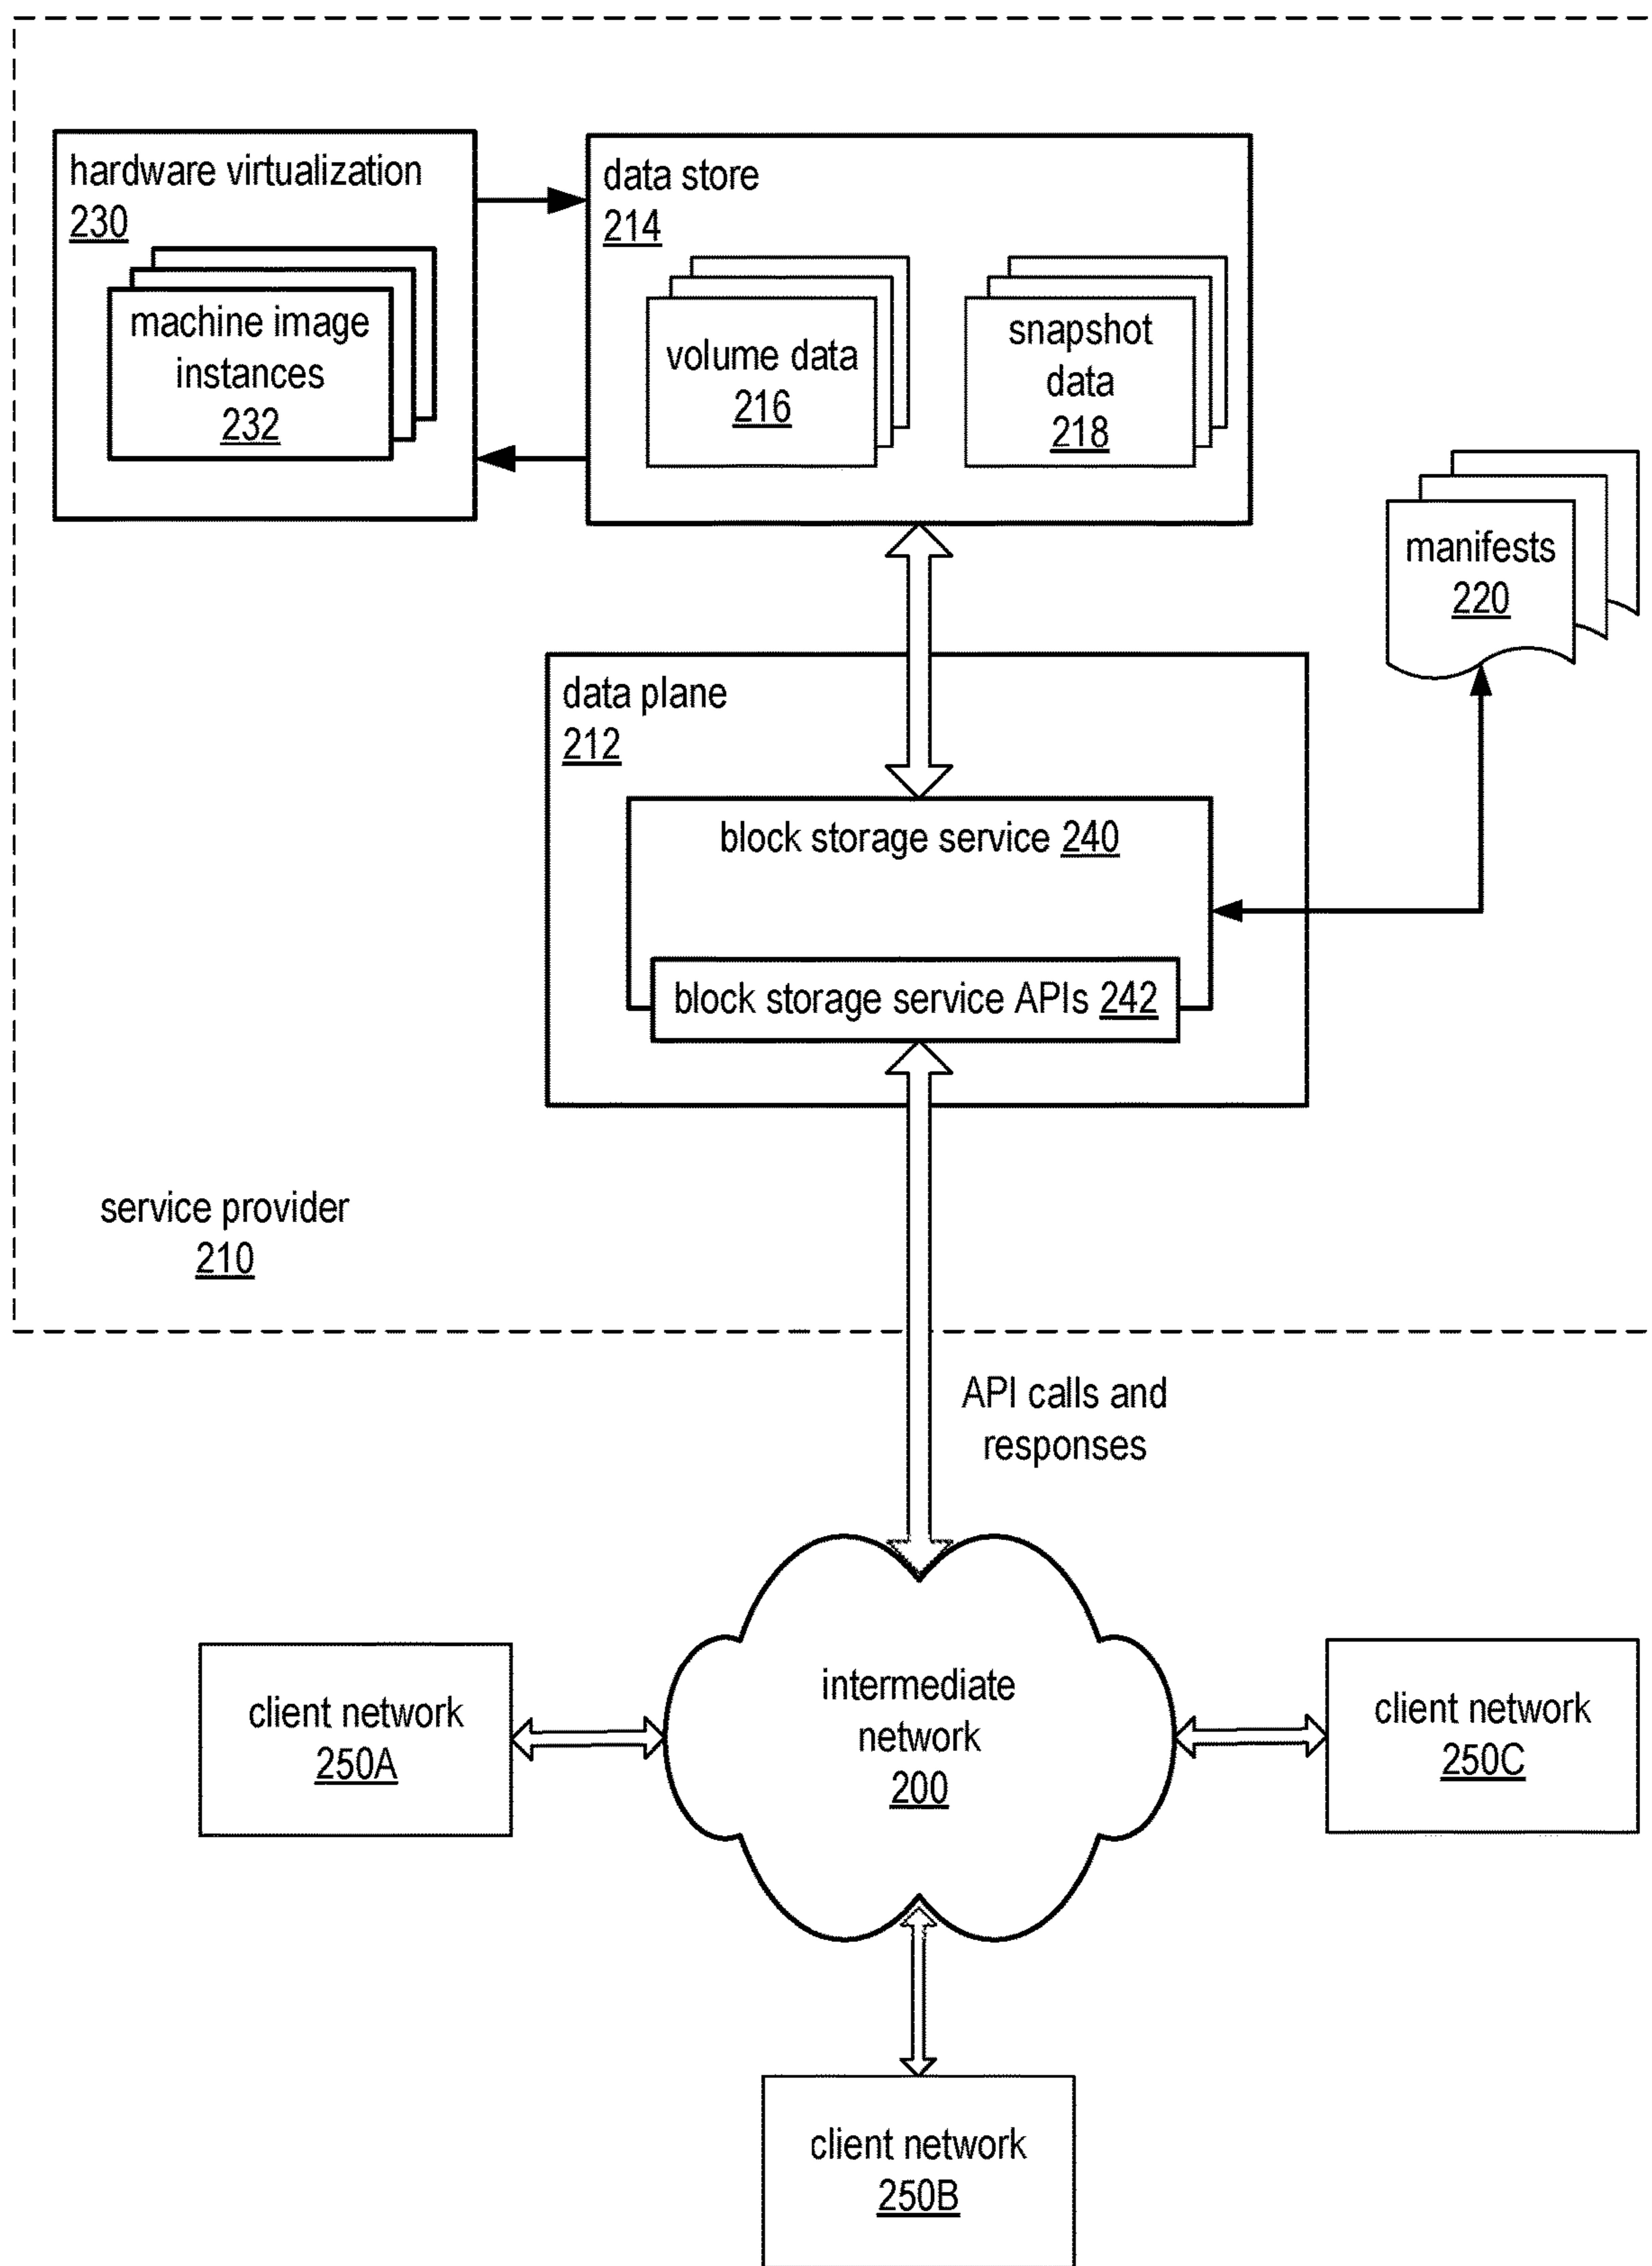 hardware virtualization
230
machine image
instances
232
data store
214
volume data
216
snapshot
data
218
manifests
220
data plane
212
block storage service 240
block storage service APIs 242
service provider
210
API calls and
responses
intermediate
network
200
client network
250A
client network
250C
client network
250B